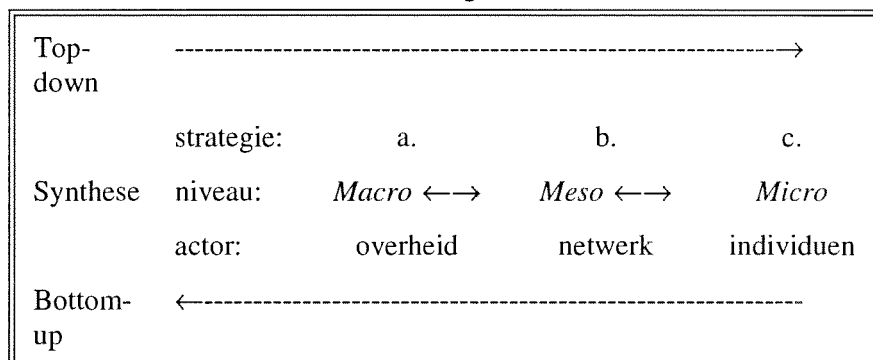 Top-
down -------------------------------------------------------------→
strategie: a. b. c.
Synthese niveau: Macro ←→ Meso ←→ Micro
actor: overheid netwerk individuen
Bottom-
up ←-------------------------------------------------------------